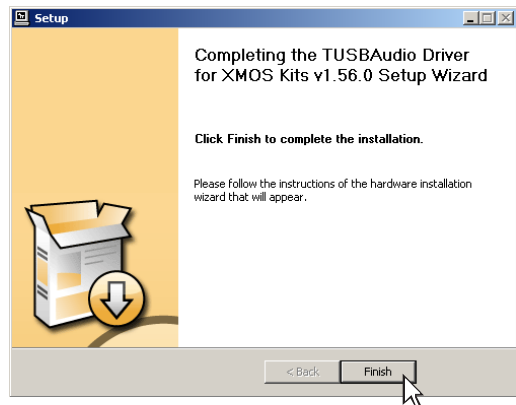 Setup
Completing the TUSBAudio Driver
for XMOS Kits v1.56.0 Setup Wizard
Click Finish to complete the installation.
Please follow the instructions of the hardware installation
wizard that will appear.
< Back
Finish